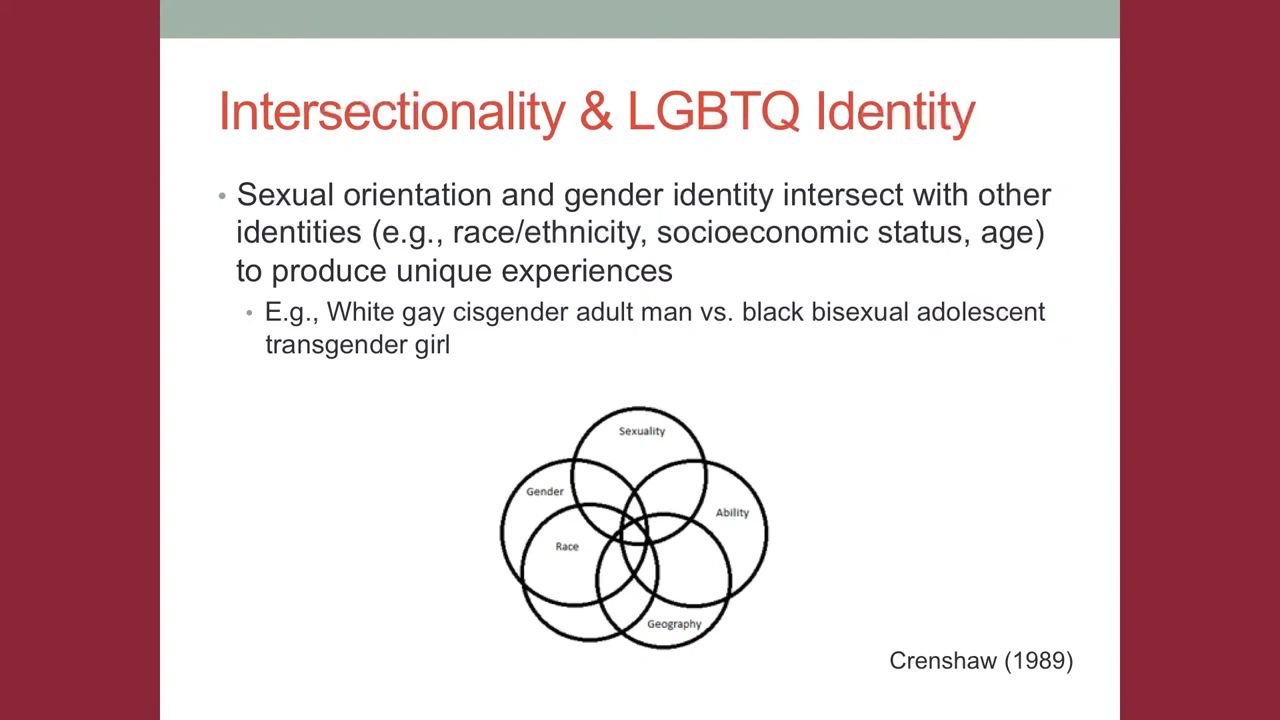 Intersectionality & LGBTQ Identity
• Sexual orientation and gender identity intersect with other
identities (e.g., race/ethnicity, socioeconomic status, age)
to produce unique experiences
• E.g., White gay cisgender adult man vs. black bisexual adolescent
transgender girl
Sexuality
Gender
Ability
Race
Geography
Crenshaw (1989)